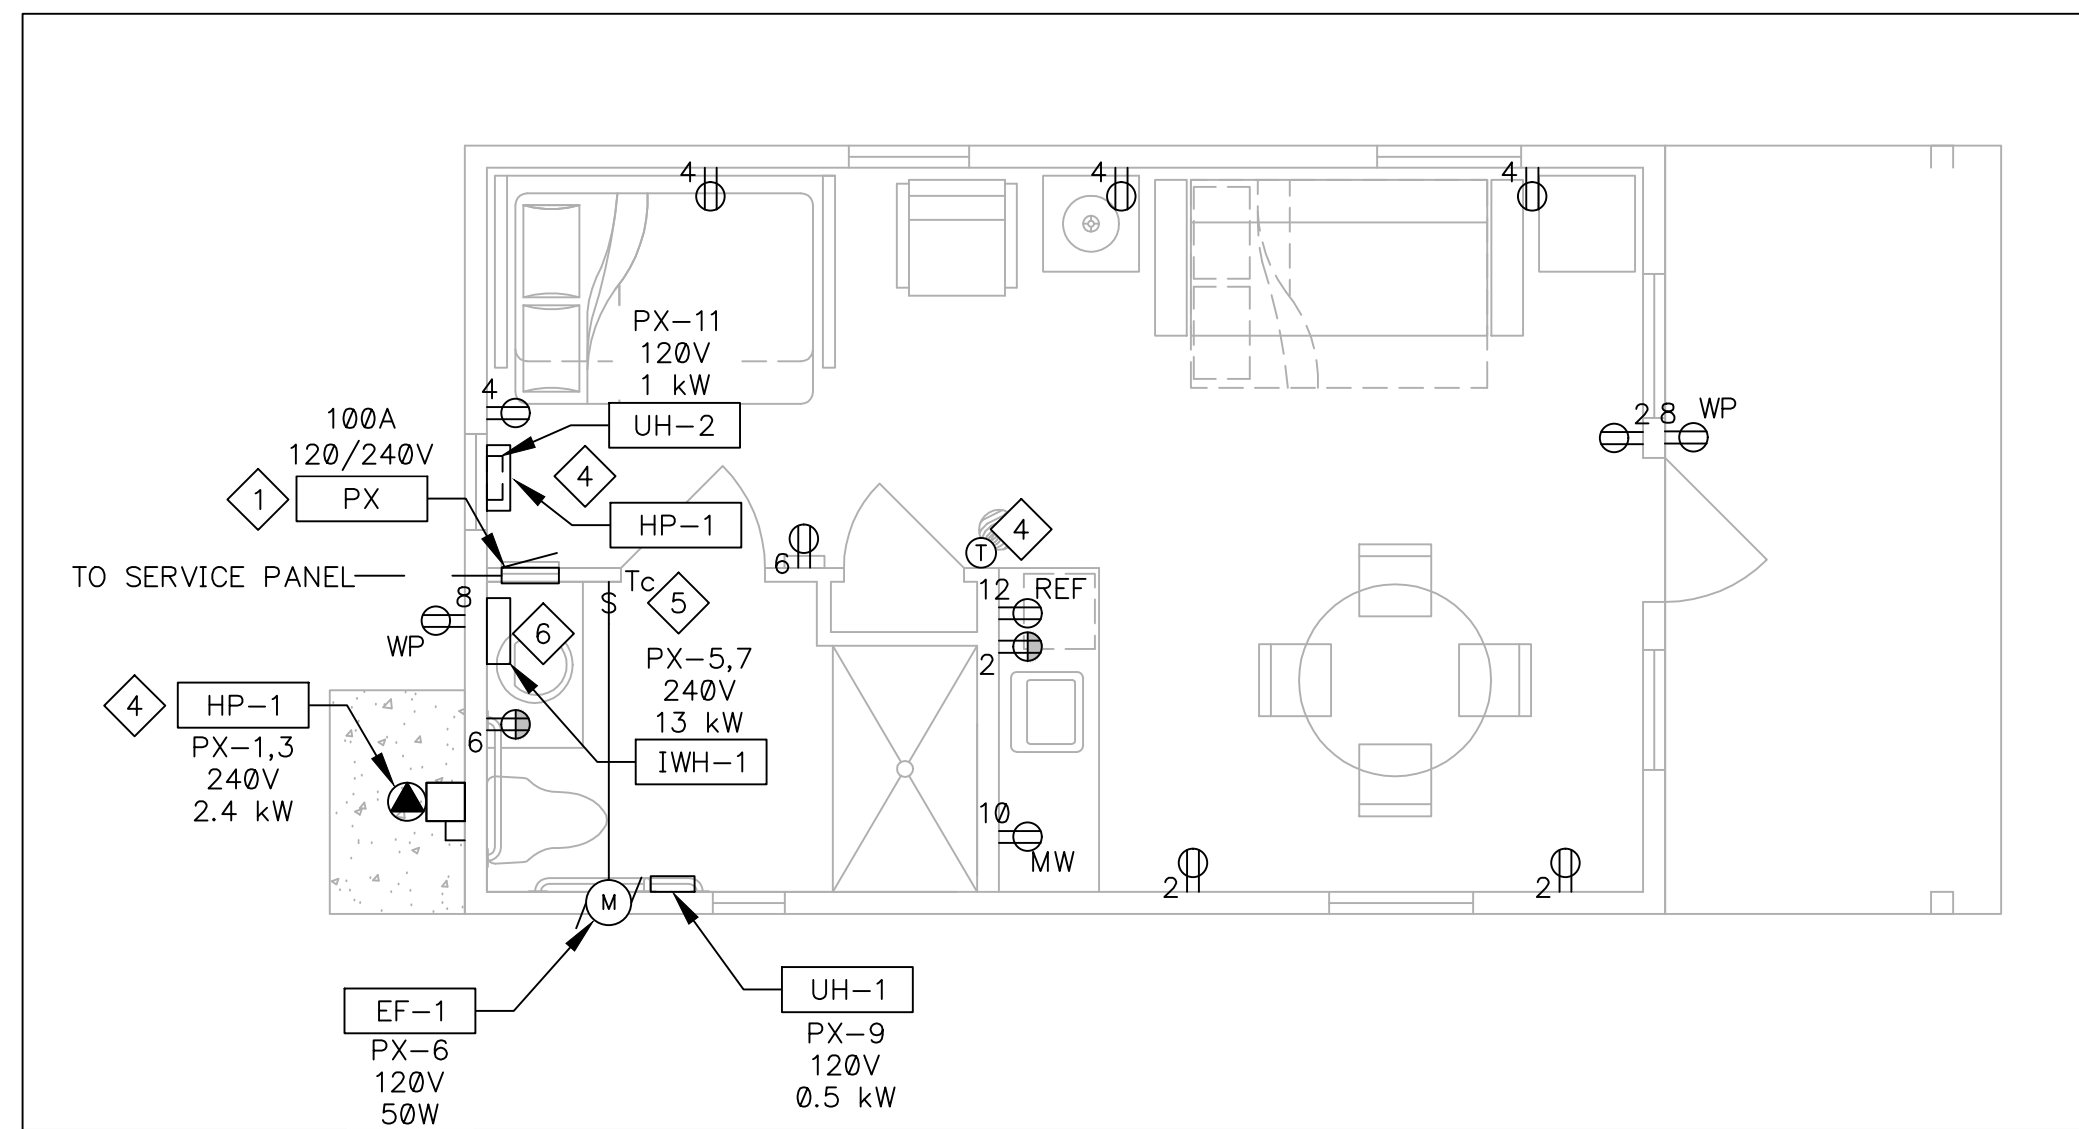 4
4
4
PX-11
120V
1 kW
UH-2
4
4
HP-1
100A
120/240V
1
PX
TO SERVICE PANEL
2
8
WP
6
T
4
S
Tc
5
12
REF
2
8
WP
6
PX-5,7
240V
13 kW
IWH-1
6
4
HP-1
PX-1,3
240V
2.4 kW
10
MW
2
2
M
EF-1
PX-6
120V
50W
UH-1
PX-9
120V
0.5 kW